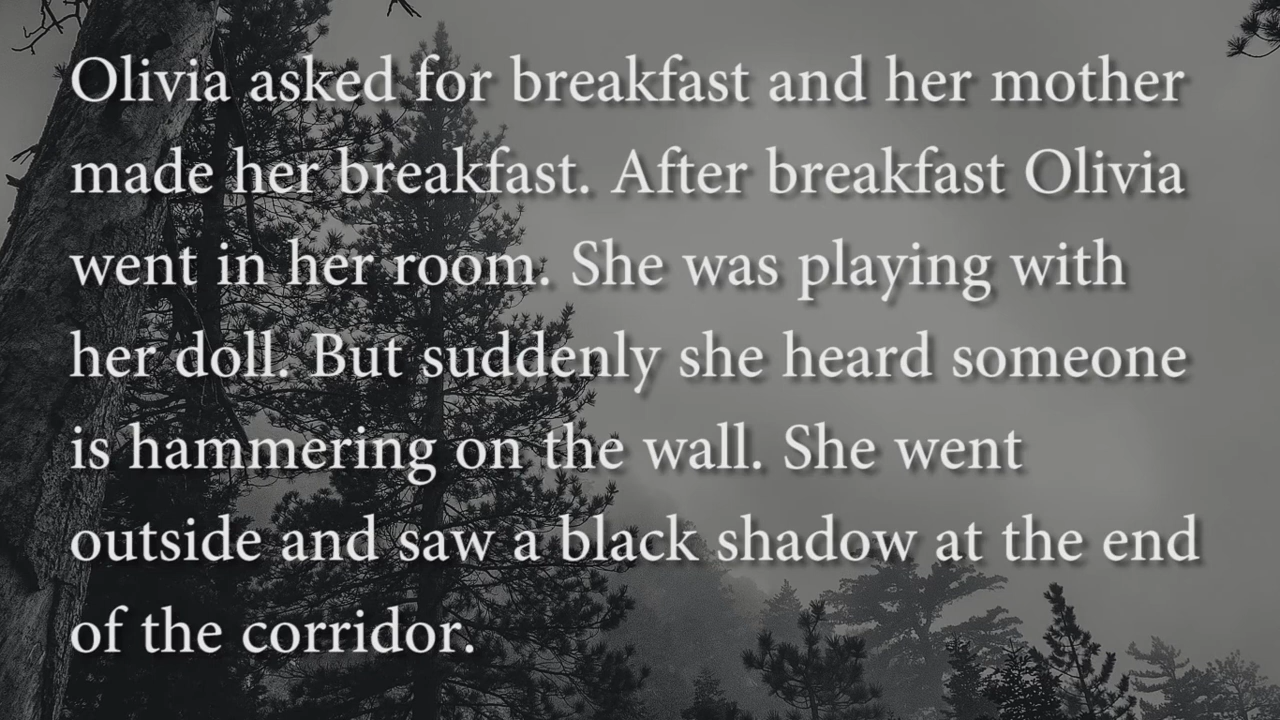 Olivia asked for breakfast and her mother
made her breakfast. After breakfast Olivia
went in her room. She was playing with
her doll. But suddenly she heard someone
is hammering on the wall. She went
outside and saw a black shadow at the end
of the corridor.